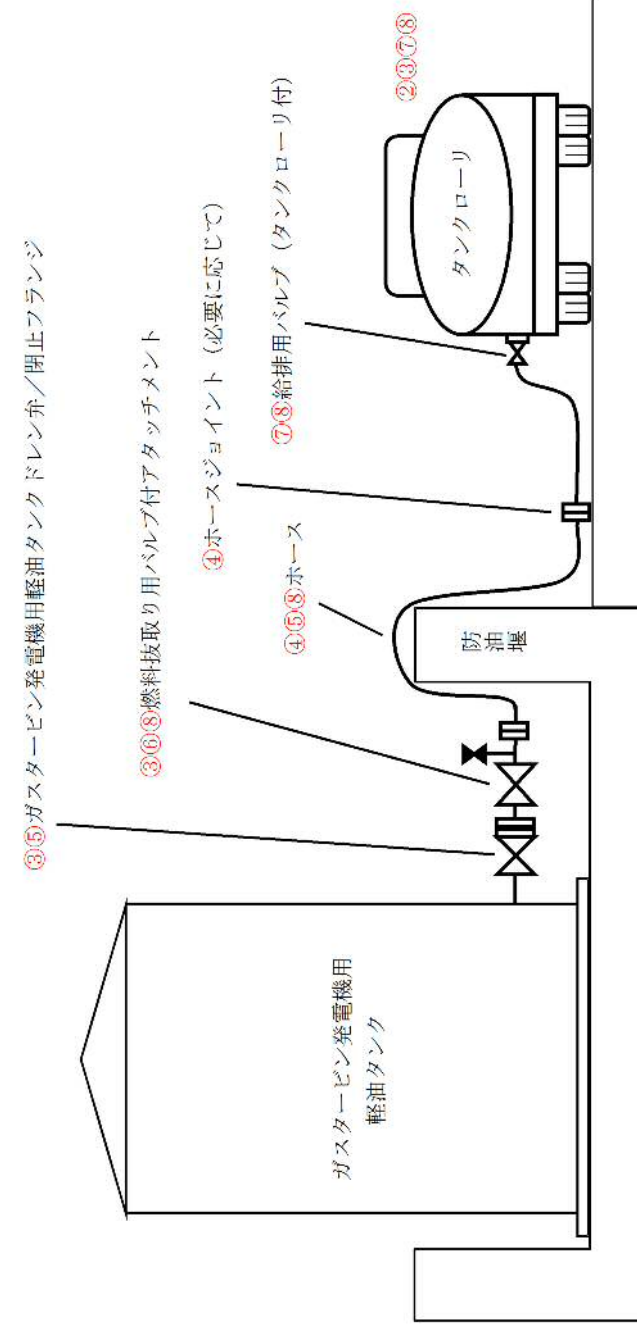 ③⑤ガスタービン発電機用軽油タンクドレン弁／閉止フランジ
③⑥⑧燃料抜取り用バルブ付アタッチメント
④ホースジョイント（必要に応じて）
⑦⑧給排用バルブ（タンクローリ付）
④⑤⑧ホース
②③⑦⑧
タンクローリ
防油堰
ガスタービン発電機用
軽油タンク